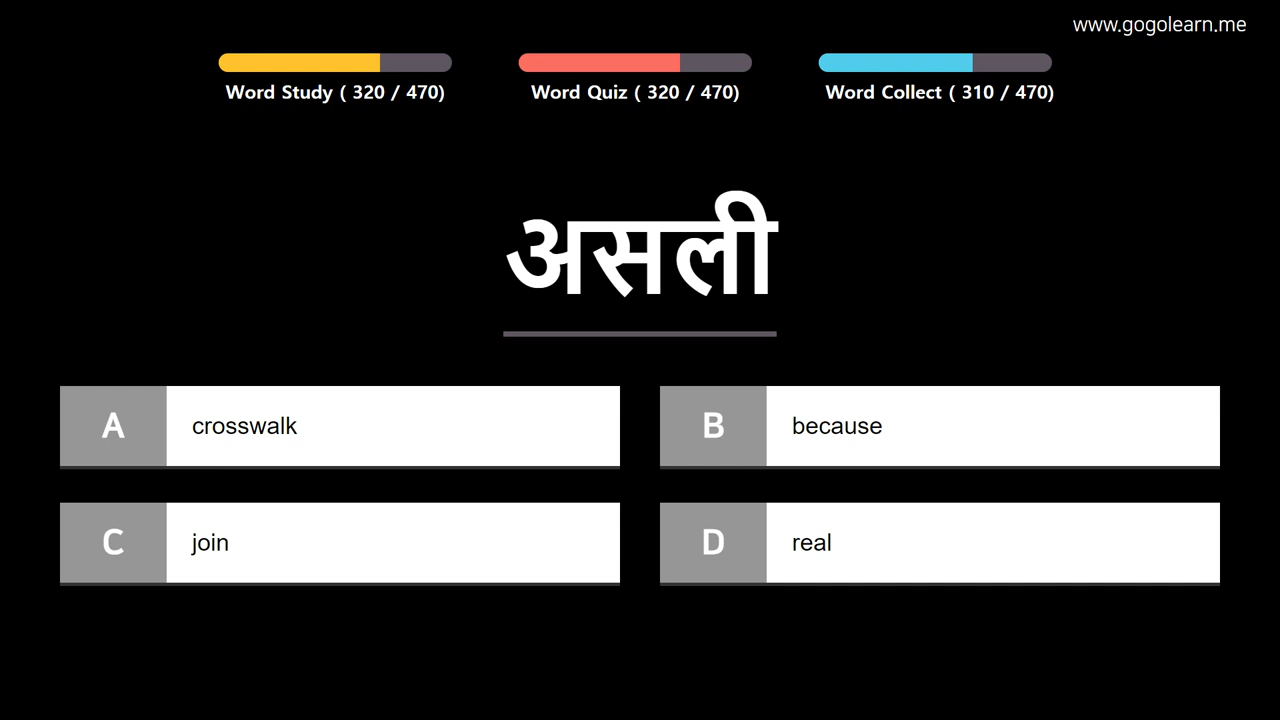 www.gogolearn.me
Word Study ( 320 / 470)
Word Quiz ( 320 / 470)
Word Collect ( 310 / 470)
असली
A crosswalk
B because
C join
D real